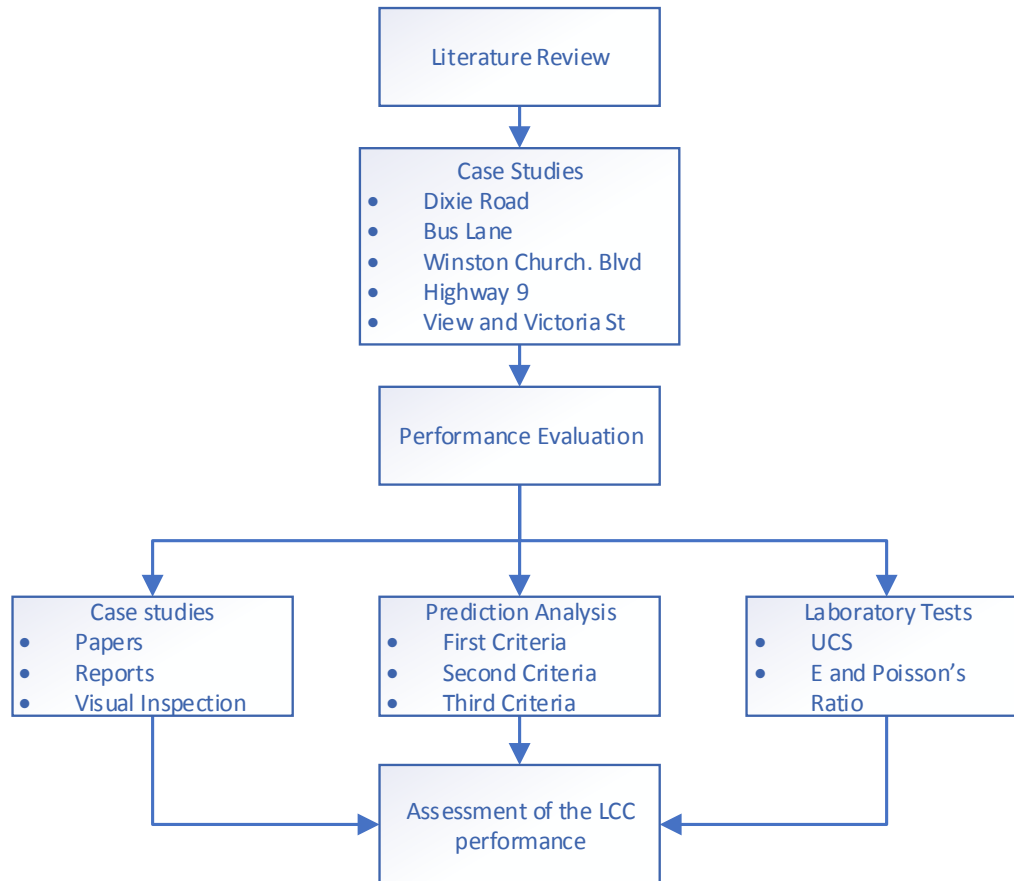 Literature Review
Case Studies
• Dixie Road
• Bus Lane
• Winston Church. Blvd
• Highway 9
• View and Victoria St
Performance Evaluation
Case studies
• Papers
• Reports
• Visual Inspection
Prediction Analysis
• First Criteria
• Second Criteria
• Third Criteria
Laboratory Tests
• UCS
• E and Poisson's
Ratio
Assessment of the LCC
performance